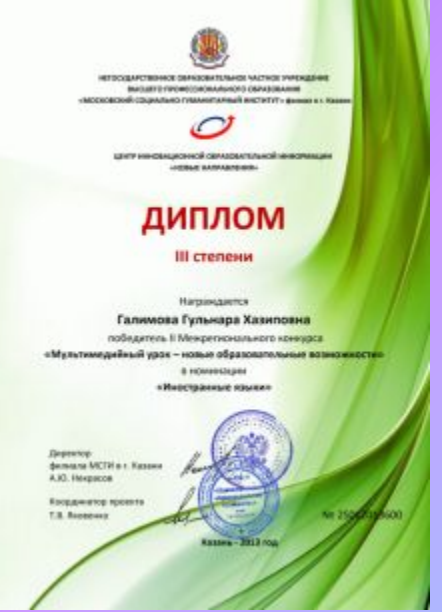 НЕГОСУДАРСТВЕННОЕ ОБРАЗОВАТЕЛЬНОЕ ЧАСТНОЕ УЧРЕЖДЕНИЕ
ВЫСШЕГО ПРОФЕССИОНАЛЬНОГО ОБРАЗОВАНИЯ
«МОСКОВСКИЙ СОЦИАЛЬНО-ГУМАНИТАРНЫЙ ИНСТИТУТ» филиал в г. Казани
ЦЕНТР ИННОВАЦИОННОЙ ОБРАЗОВАТЕЛЬНОЙ ИНФОРМАЦИИ
«НОВЫЕ НАПРАВЛЕНИЯ»
ДИПЛОМ
III степени
Награждается
Галимова Гульнара Хазиповна
победитель II Межрегионального конкурса
«Мультимедийный урок – новые образовательные возможности»
в номинации
«Иностранные языки»
Директор
филиала МСГИ в г. Казани
А.Ю. Некрасов
Координатор проекта
Т.В. Яковенко
№
Казань - 2013 год